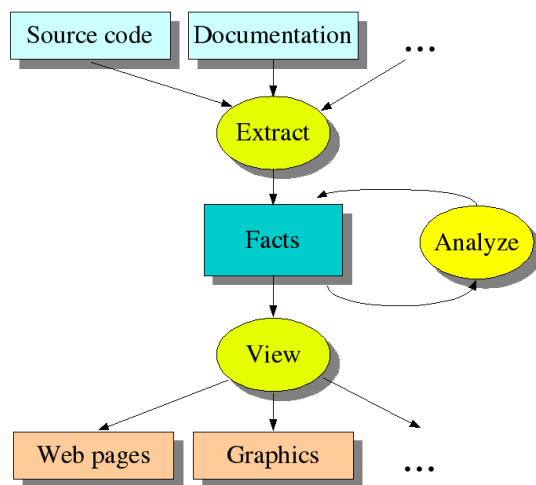 Source code
Documentation
...
Extract
Facts
Analyze
View
Web pages
Graphics
...